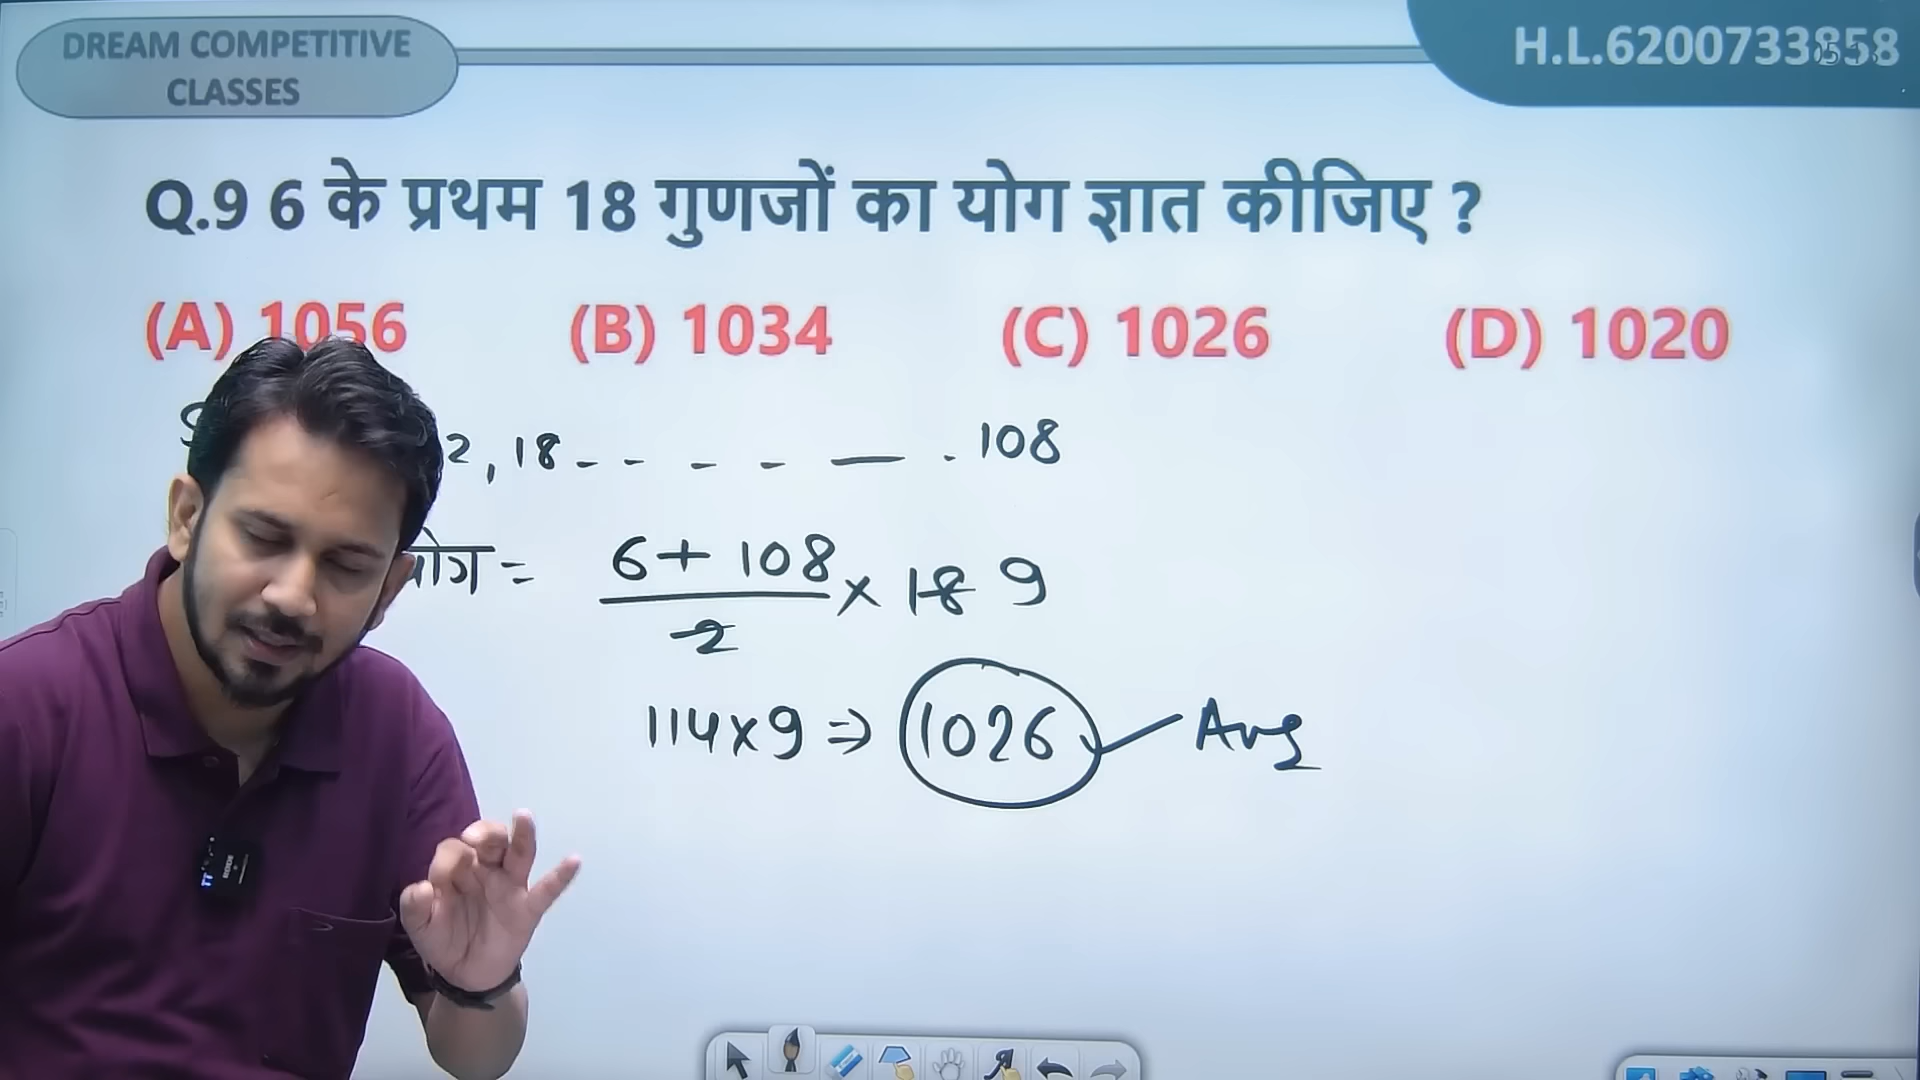 DREAM COMPETITIVE
CLASSES
H.L.6200733858
Q.9 6 के प्रथम 18 गुणजों का योग ज्ञात कीजिए ?
(A) 1056 (B) 1034 (C) 1026 (D) 1020
2, 18 - - - - — - 108
योग = 6 + 108 / 2 × 18 9
114 × 9 ⇒ 1026 Ans